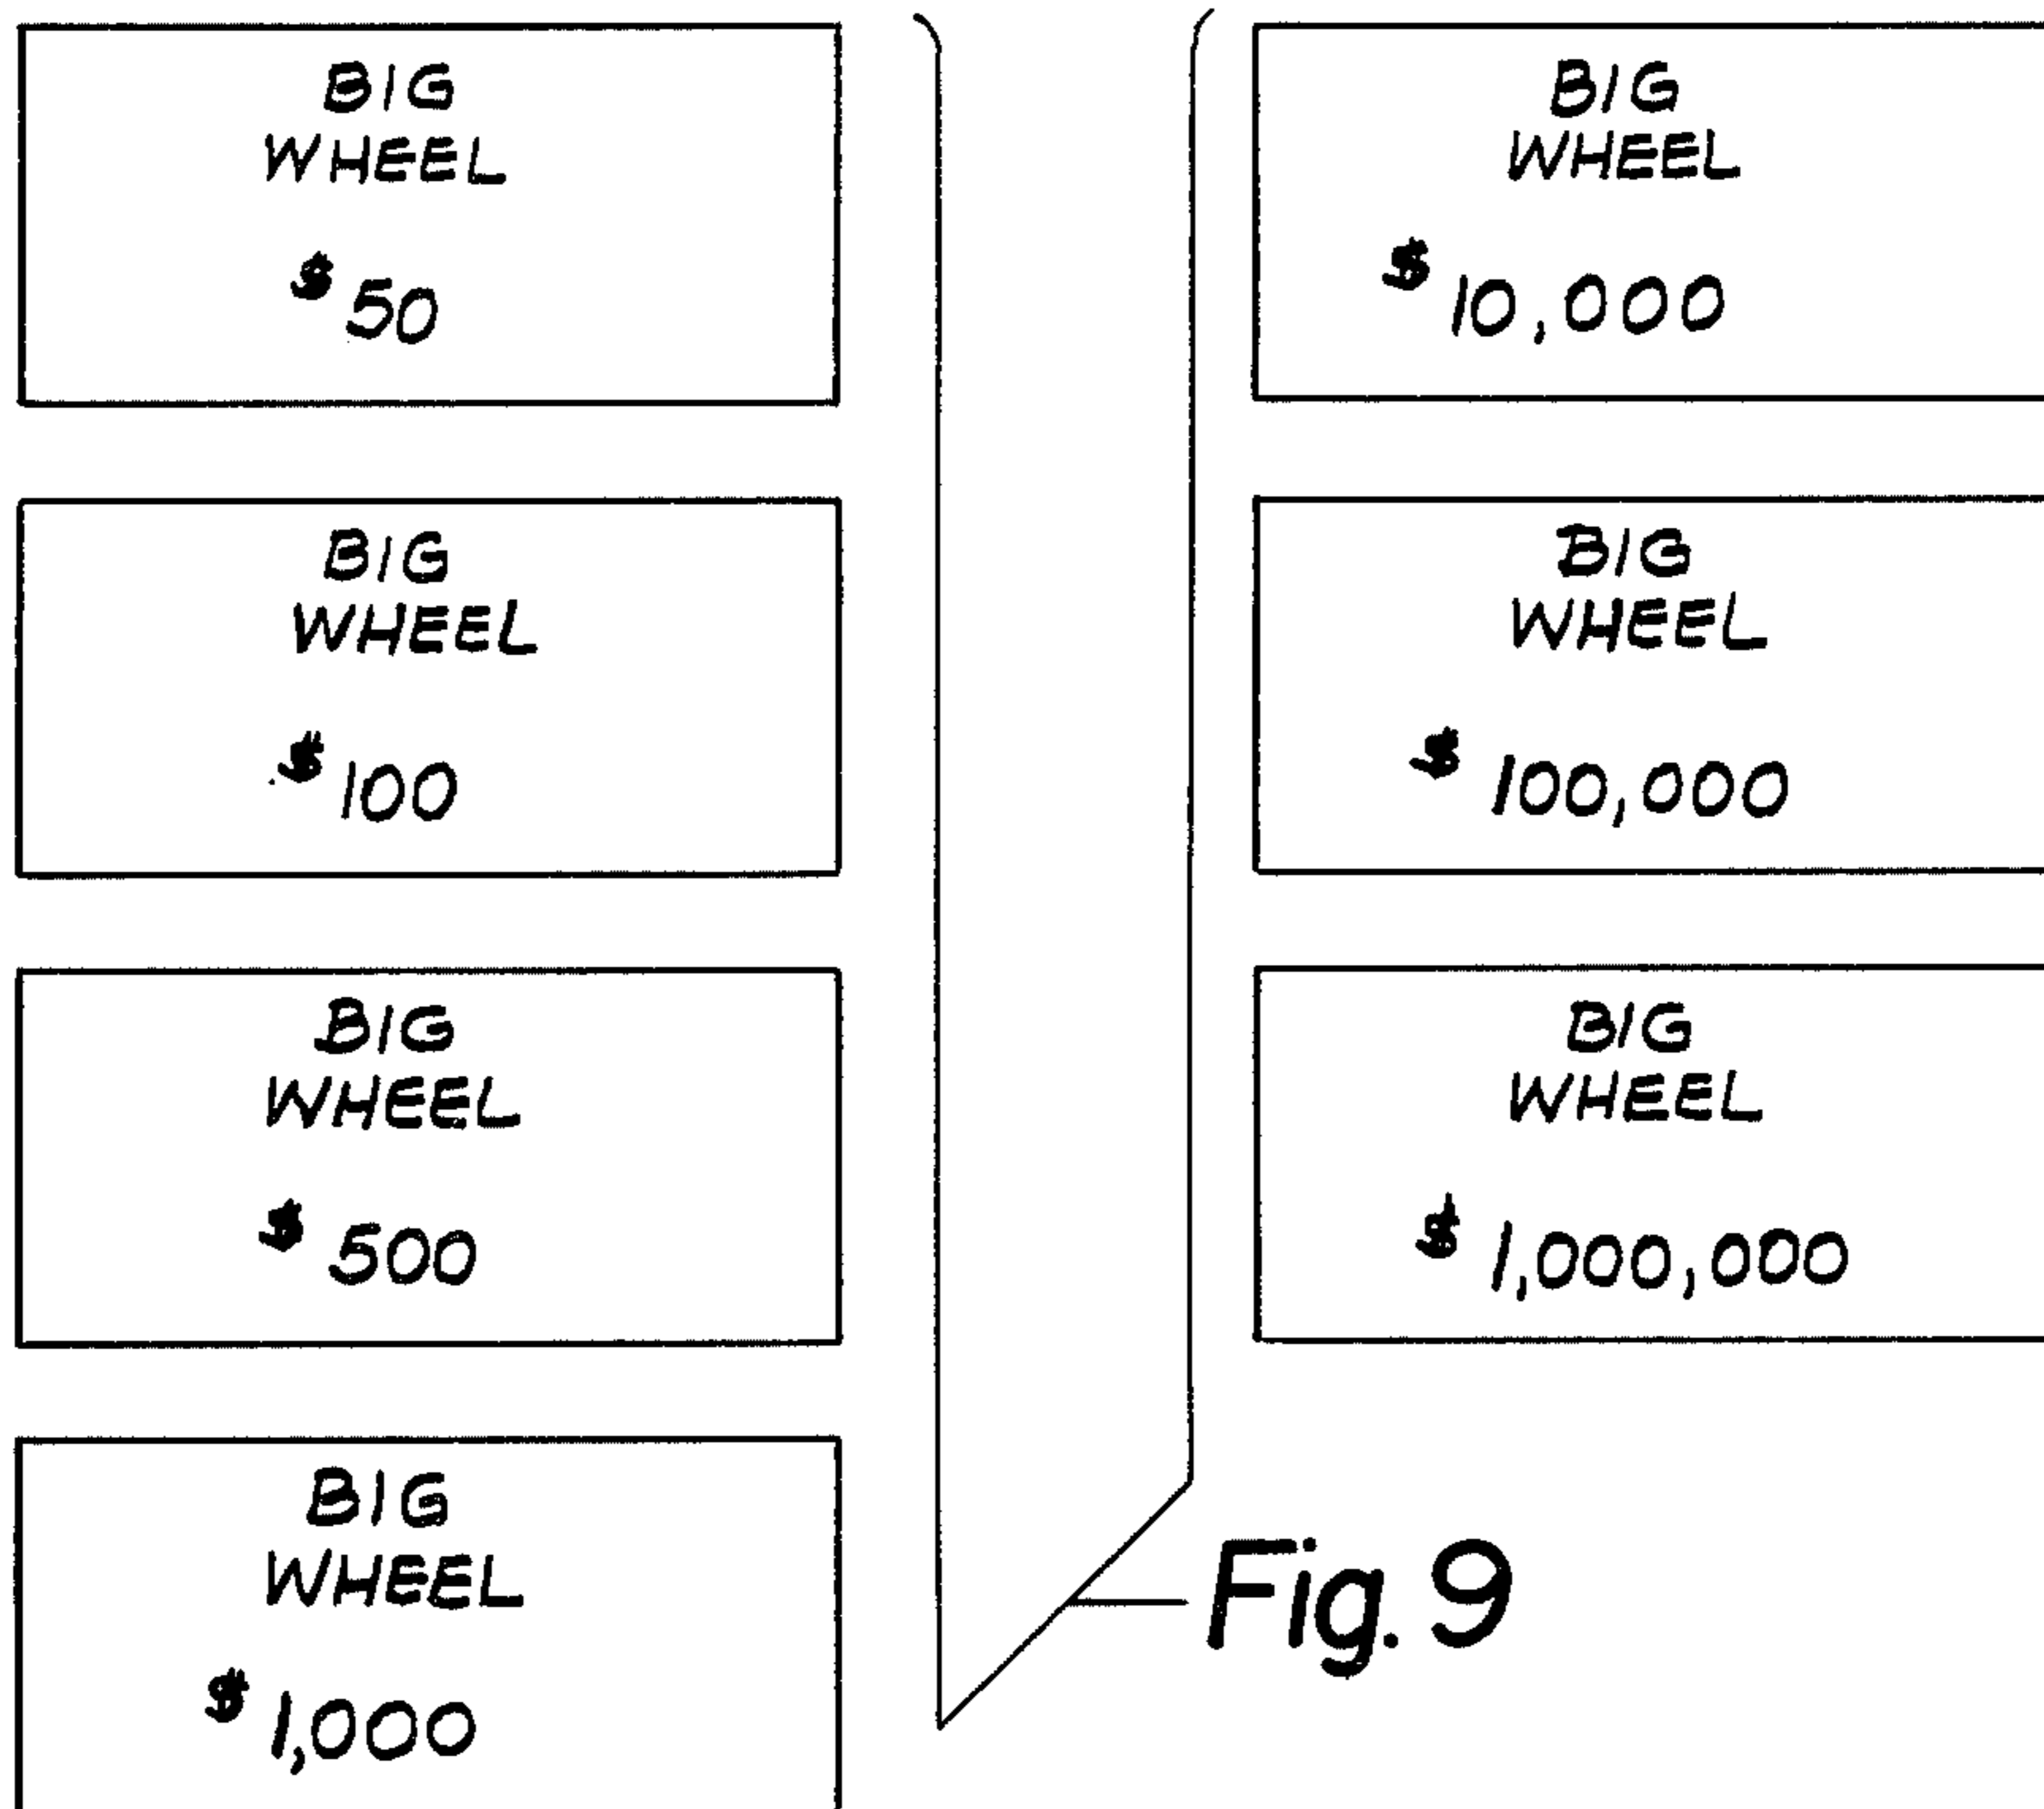 BIG
WHEEL
$50
BIG
WHEEL
$100
BIG
WHEEL
$500
BIG
WHEEL
$1,000
BIG
WHEEL
$10,000
BIG
WHEEL
$100,000
BIG
WHEEL
$1,000,000
Fig. 9